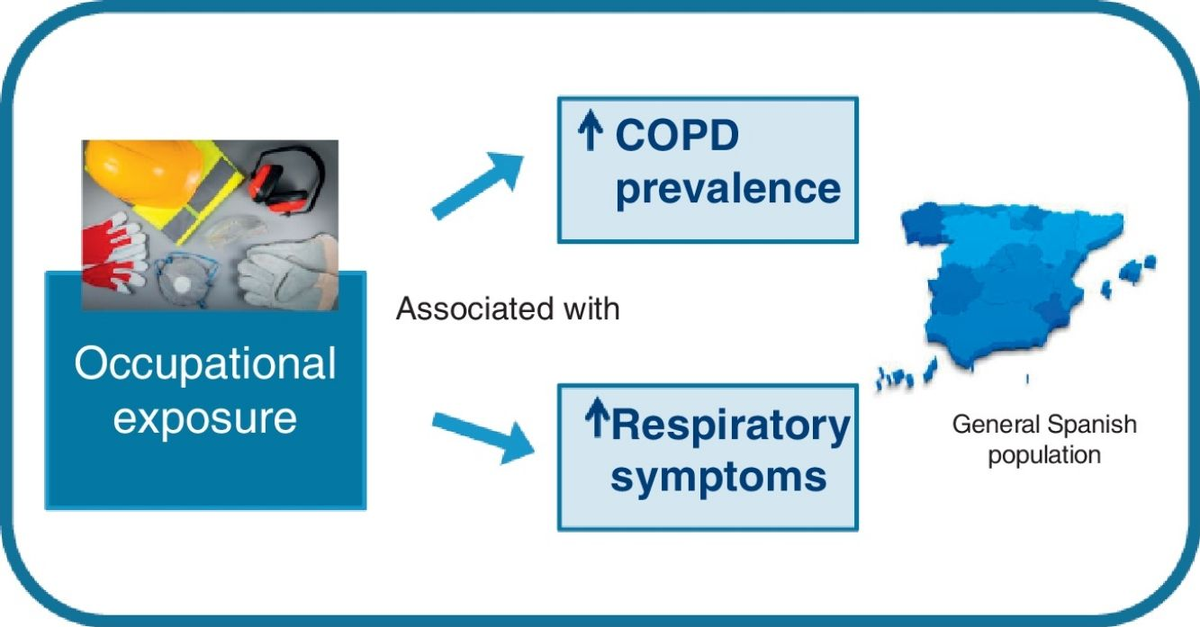 Occupational
exposure
Associated with
↑ COPD
prevalence
↑Respiratory
symptoms
General Spanish
population